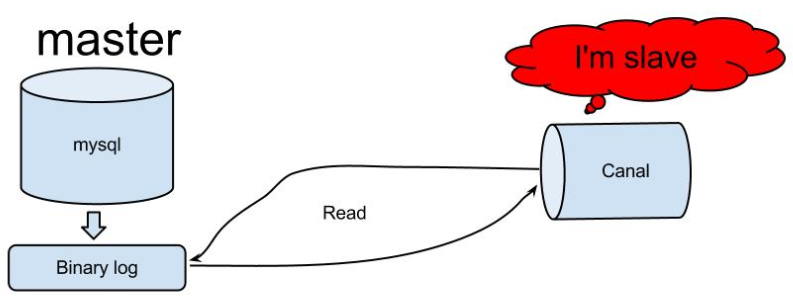 master
I'm slave
mysql
Canal
Read
Binary log